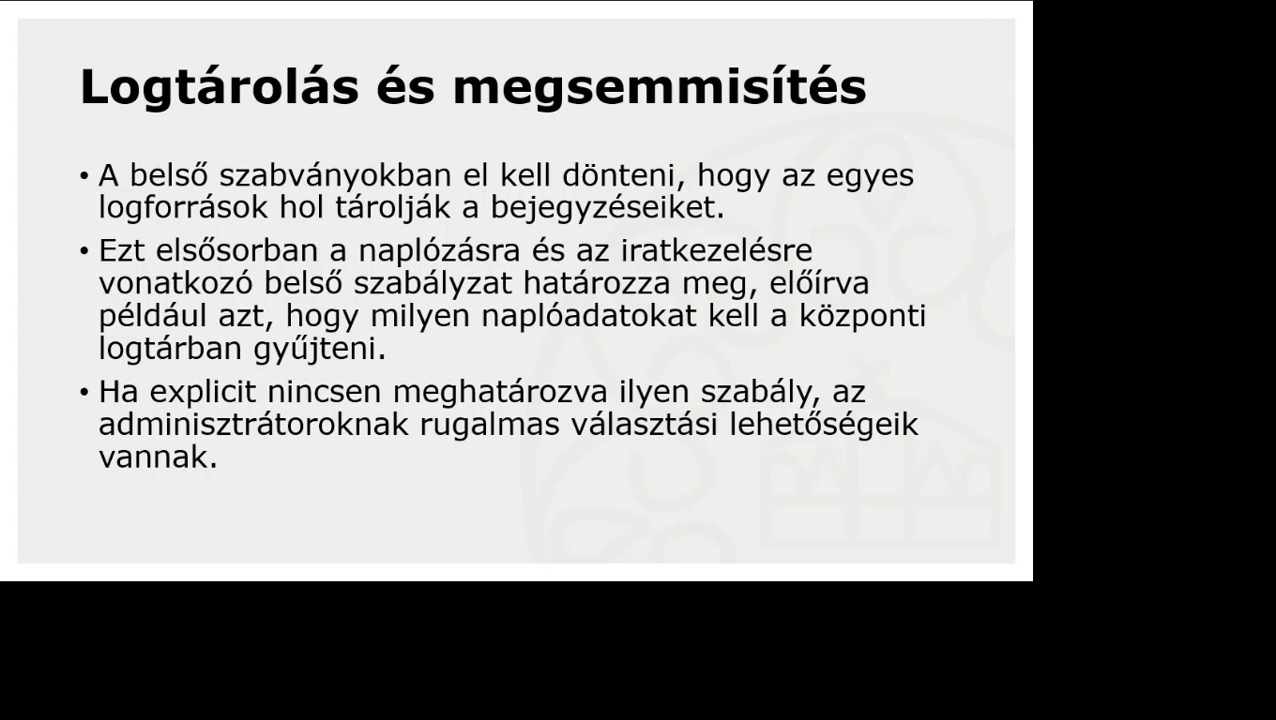 Logtárolás és megsemmisítés
• A belső szabványokban el kell dönteni, hogy az egyes
logforrások hol tárolják a bejegyzéseiket.
• Ezt elsősorban a naplózásra és az iratkezelésre
vonatkozó belső szabályzat határozza meg, előírva
például azt, hogy milyen naplóadatokat kell a központi
logtárban gyűjteni.
• Ha explicit nincsen meghatározva ilyen szabály, az
adminisztrátoroknak rugalmas választási lehetőségeik
vannak.